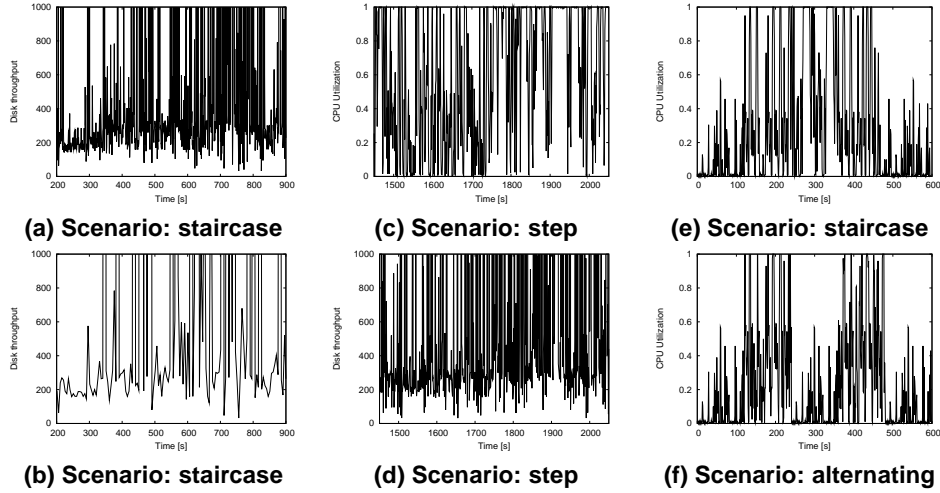 1000
800
600
400
200
0
Disk throughput
200 300 400 500 600 700 800 900
Time [s]
(a) Scenario: staircase
1
0.8
0.6
0.4
0.2
0
CPU Utilization
1500 1600 1700 1800 1900 2000
Time [s]
(c) Scenario: step
1
0.8
0.6
0.4
0.2
0
CPU Utilization
0 100 200 300 400 500 600
Time [s]
(e) Scenario: staircase
1000
800
600
400
200
0
Disk throughput
200 300 400 500 600 700 800 900
Time [s]
(b) Scenario: staircase
1000
800
600
400
200
0
Disk throughput
1500 1600 1700 1800 1900 2000
Time [s]
(d) Scenario: step
1
0.8
0.6
0.4
0.2
0
CPU Utilization
0 100 200 300 400 500 600
Time [s]
(f) Scenario: alternating